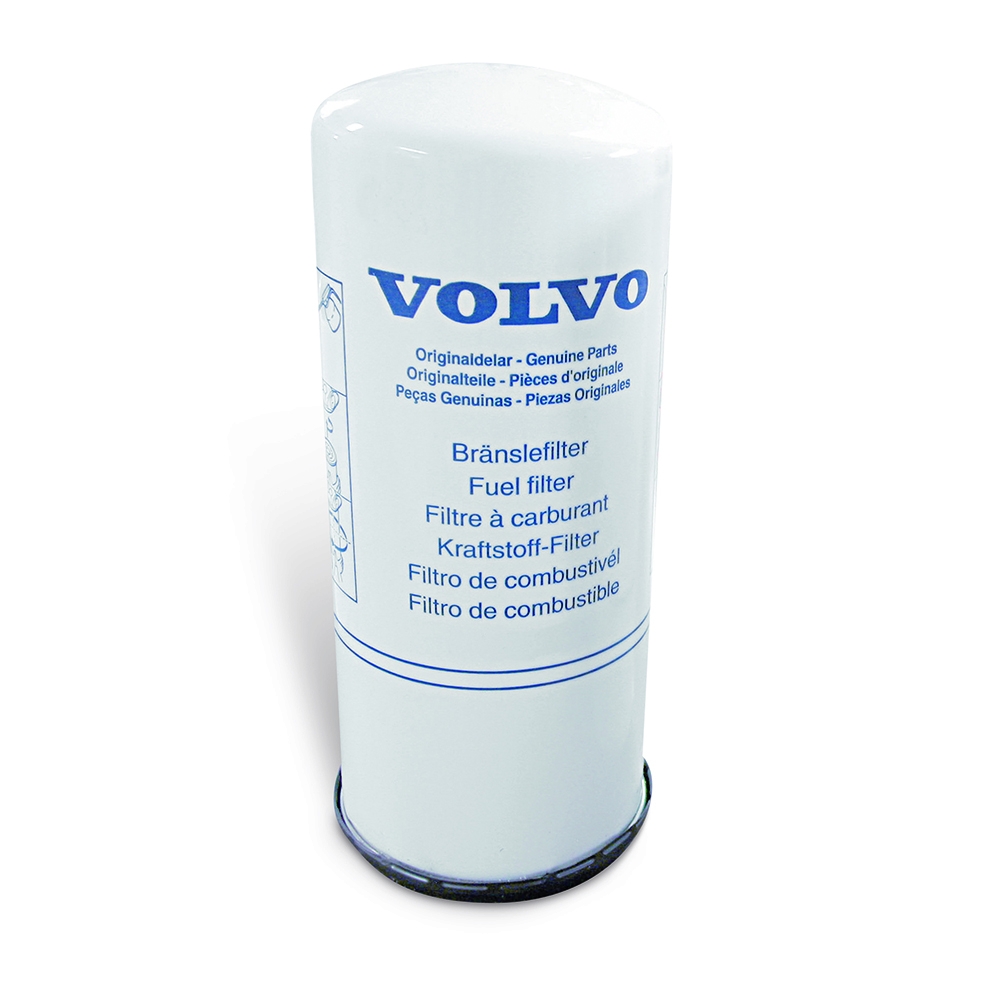 VOLVO
Originaldelar - Genuine Parts
Originalteile - Pièces d'originale
Peças Genuinas - Piezas Originales
Bränslefilter
Fuel filter
Filtre à carburant
Kraftstoff-Filter
Filtro de combustivél
Filtro de combustible